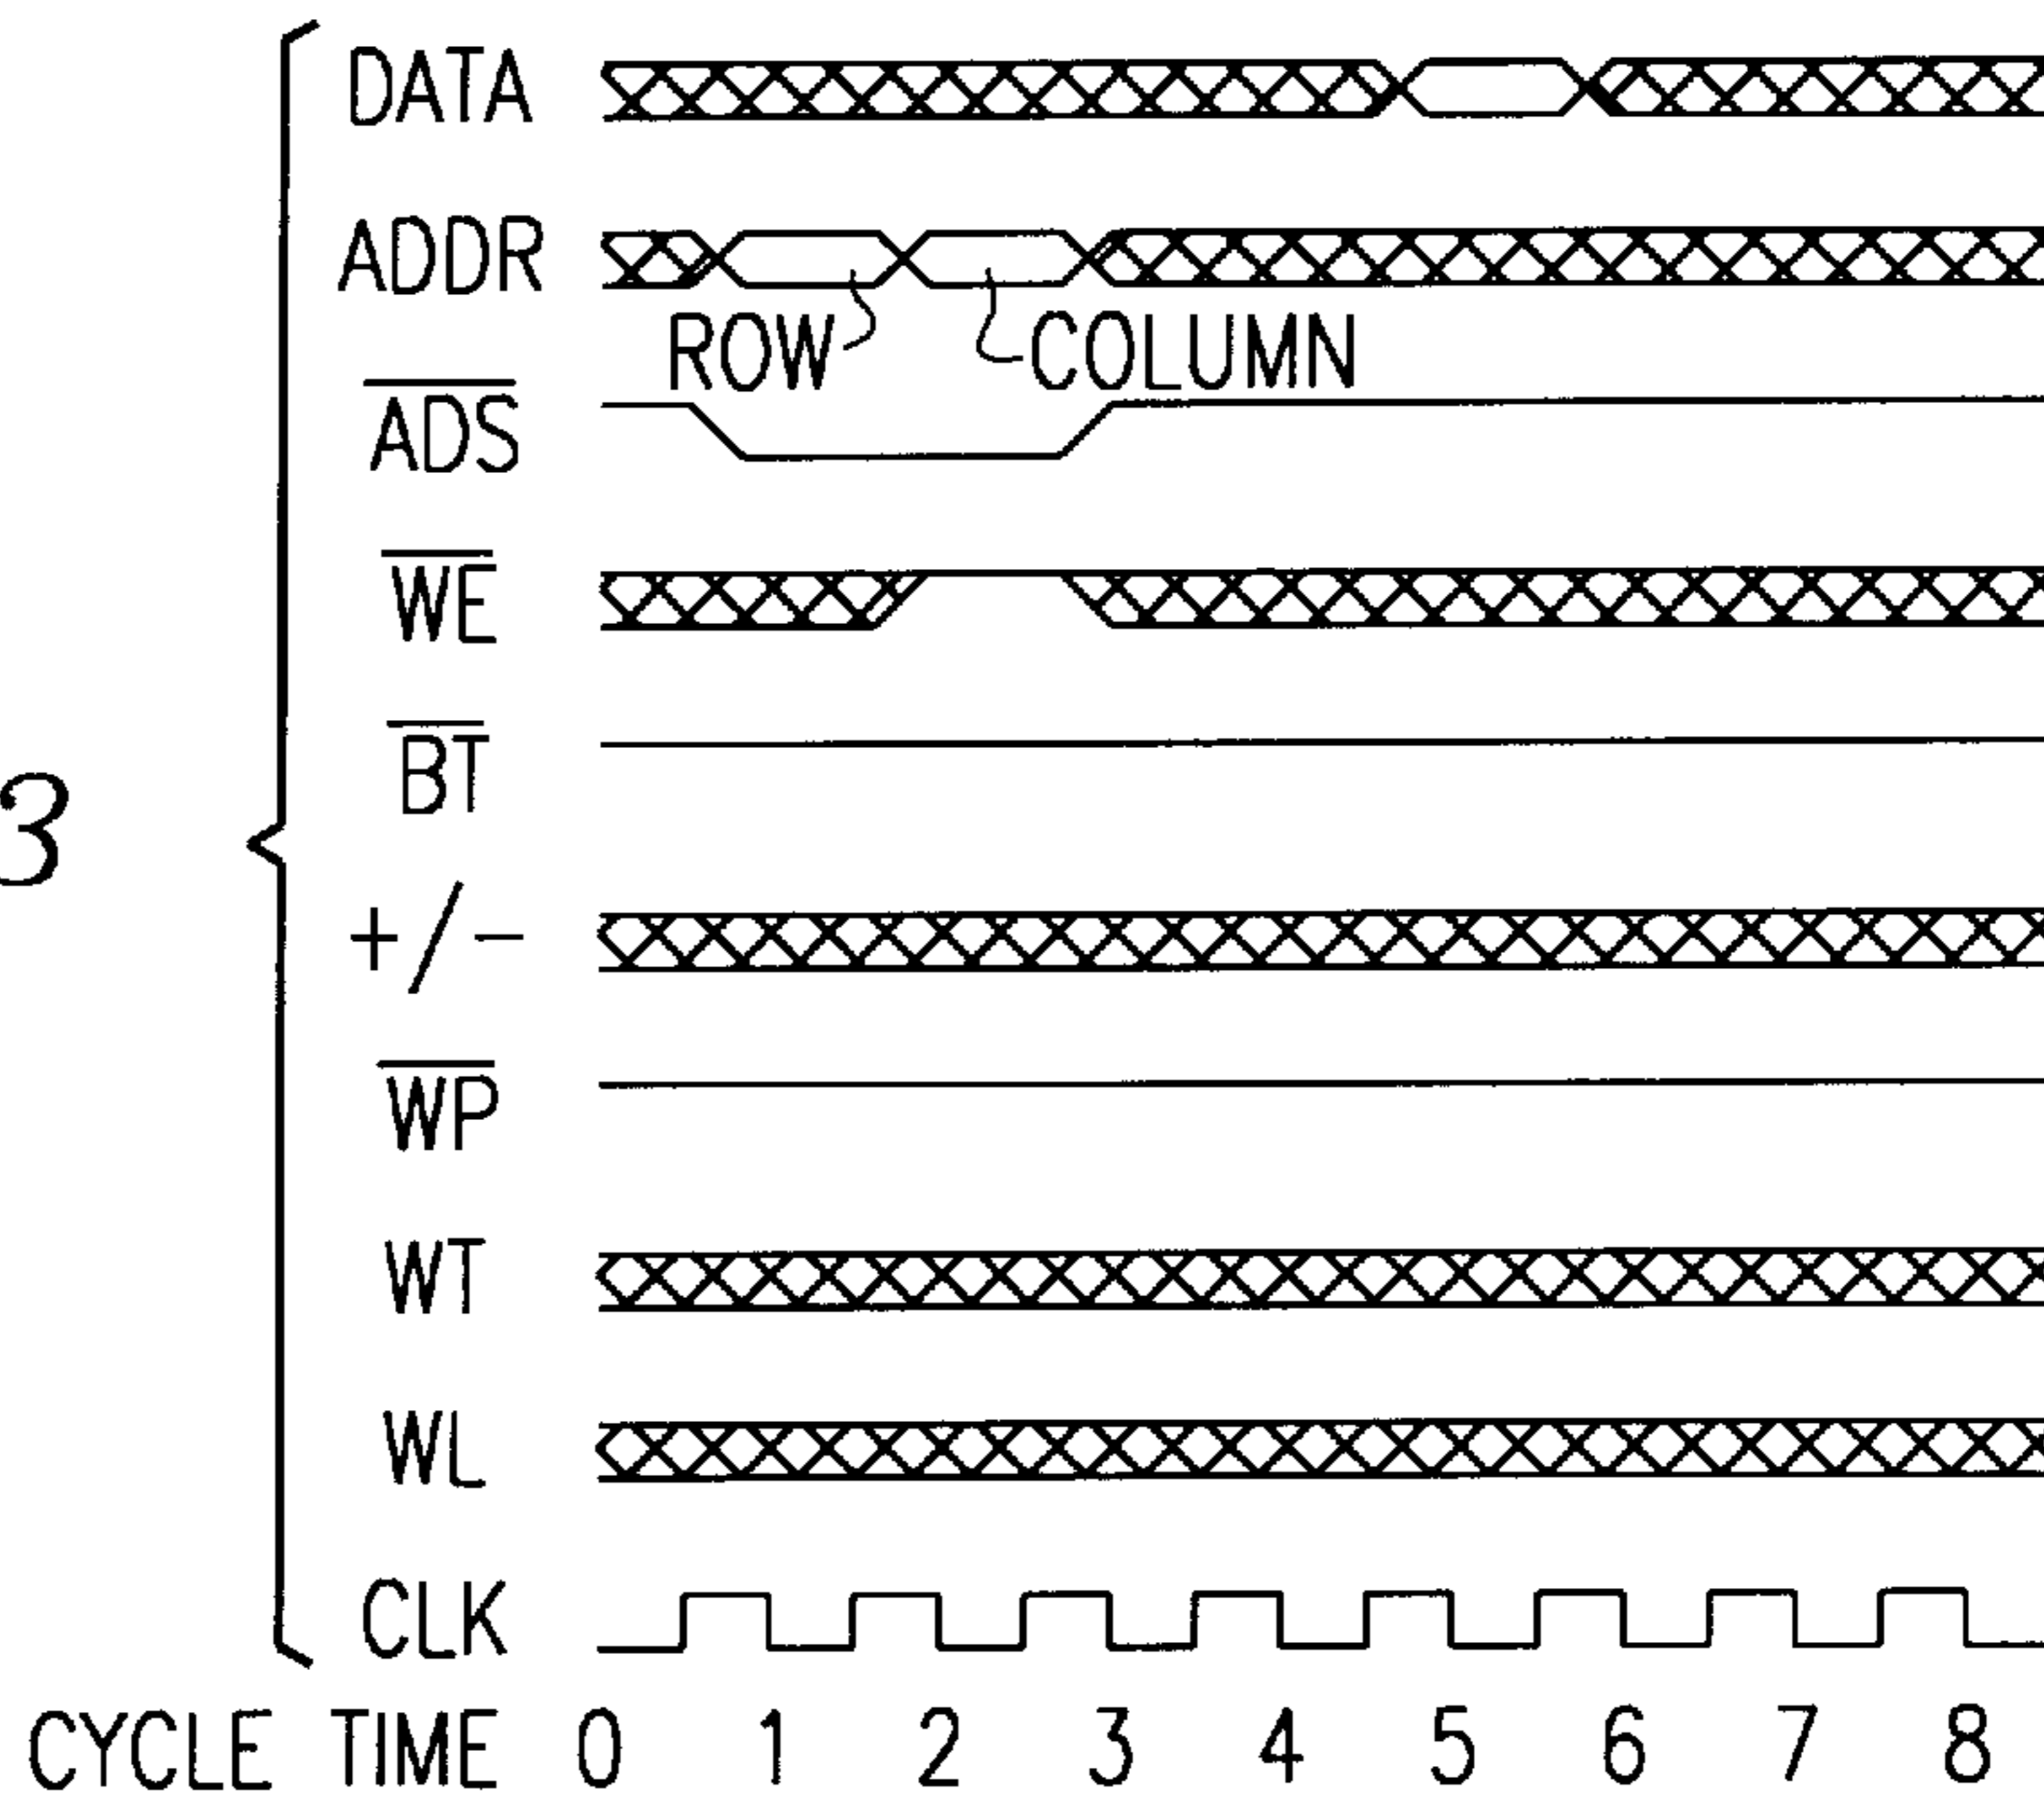 DATA
ADDR
ROW
COLUMN
ADS
WE
BT
3
+/-
WP
WT
WL
CLK
CYCLE TIME 0 1 2 3 4 5 6 7 8